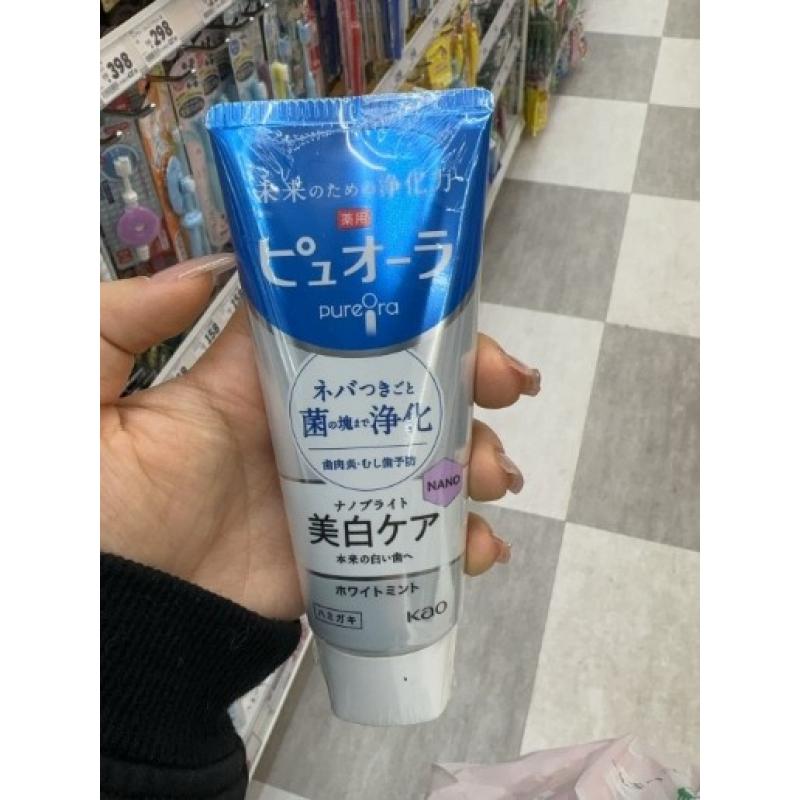 398
298
158
未来のための浄化力
薬用
ピュオーラ
pureora
ネバつきごと
菌の塊まで浄化
歯肉炎・むし歯予防
NANO
ナノブライト
美白ケア
本来の白い歯へ
ホワイトミント
ハミガキ
Kao